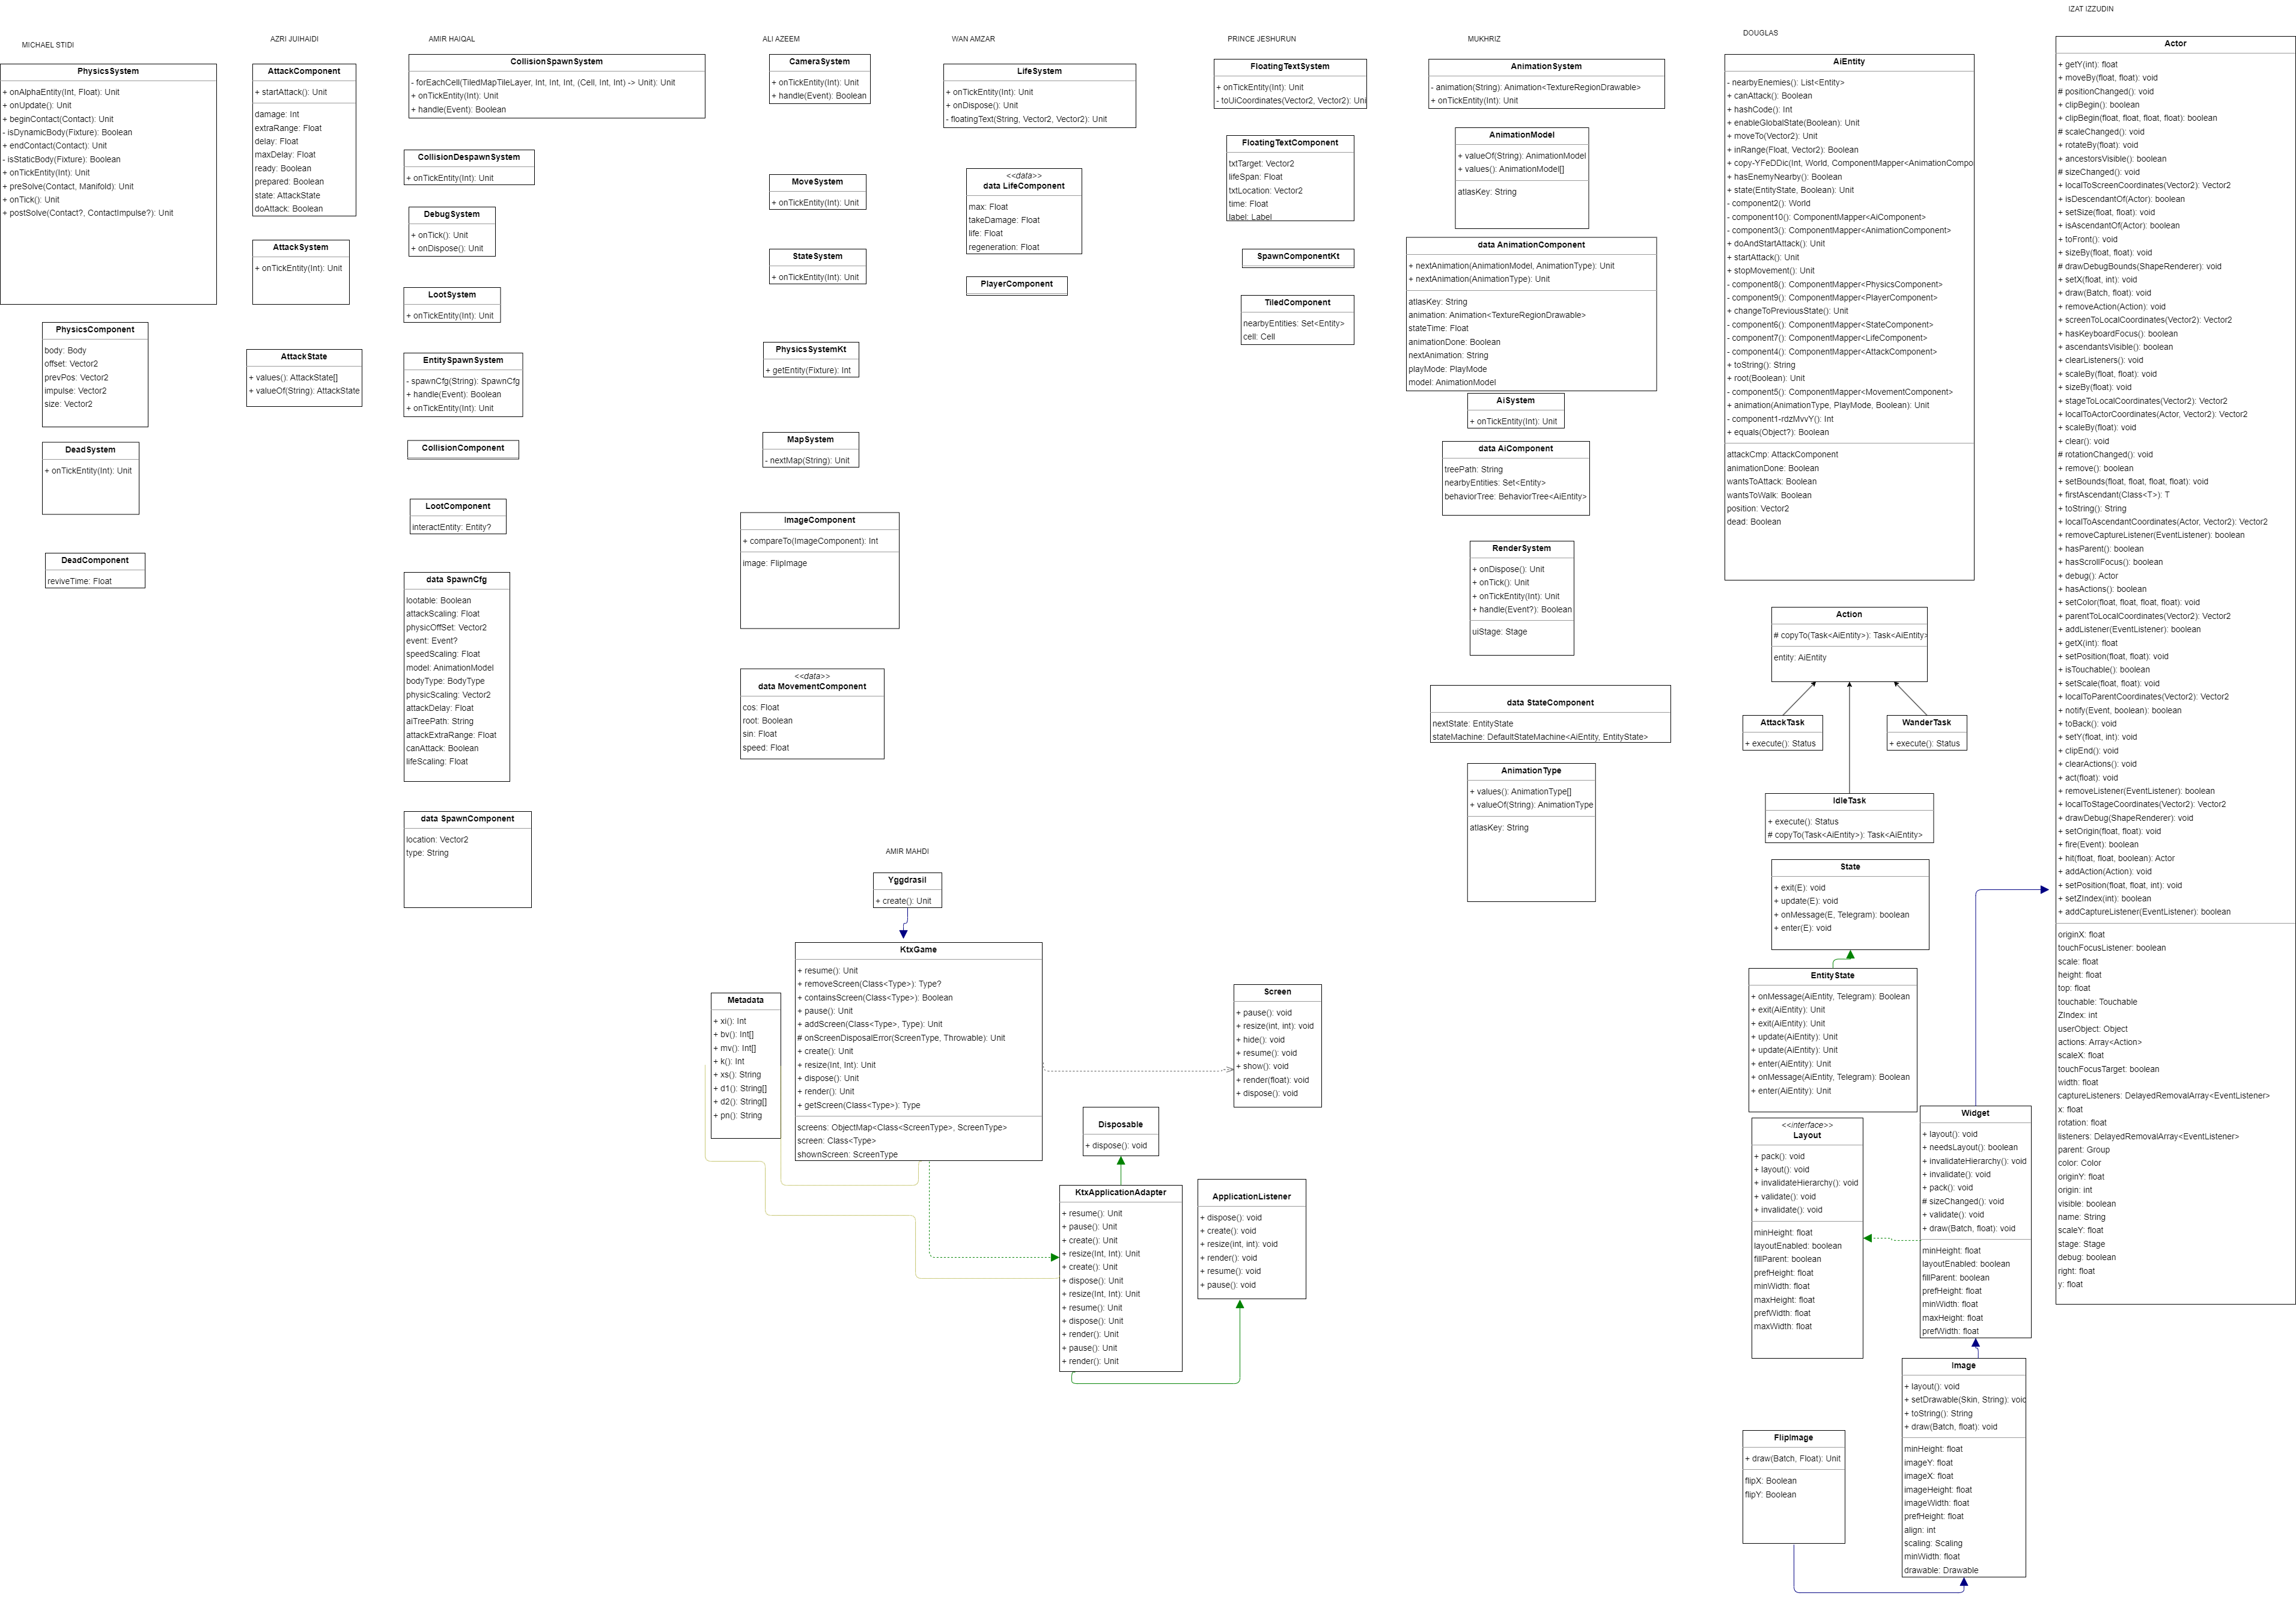 IZAT IZZUDIN
MICHAEL STIDI
PhysicsSystem
+ onAlphaEntity(Int, Float): Unit
+ onUpdate(): Unit
+ beginContact(Contact): Unit
- isDynamicBody(Fixture): Boolean
+ endContact(Contact): Unit
- isStaticBody(Fixture): Boolean
+ onTickEntity(Int): Unit
+ preSolve(Contact, Manifold): Unit
+ onTick(): Unit
+ postSolve(Contact?, ContactImpulse?): Unit
PhysicsComponent
body: Body
offset: Vector2
prevPos: Vector2
impulse: Vector2
size: Vector2
DeadSystem
+ onTickEntity(Int): Unit
DeadComponent
reviveTime: Float
AZRI JUIHAIDI
AttackComponent
+ startAttack(): Unit
damage: Int
extraRange: Float
delay: Float
maxDelay: Float
ready: Boolean
prepared: Boolean
state: AttackState
doAttack: Boolean
AttackSystem
+ onTickEntity(Int): Unit
AttackState
+ values(): AttackState[]
+ valueOf(String): AttackState
AMIR HAIQAL
CollisionSpawnSystem
- forEachCell(TiledMapTileLayer, Int, Int, Int, (Cell, Int, Int) -> Unit): Unit
+ onTickEntity(Int): Unit
+ handle(Event): Boolean
CollisionDespawnSystem
+ onTickEntity(Int): Unit
DebugSystem
+ onTick(): Unit
+ onDispose(): Unit
LootSystem
+ onTickEntity(Int): Unit
EntitySpawnSystem
- spawnCfg(String): SpawnCfg
+ handle(Event): Boolean
+ onTickEntity(Int): Unit
CollisionComponent
LootComponent
interactEntity: Entity?
data SpawnCfg
lootable: Boolean
attackScaling: Float
physicOffSet: Vector2
event: Event?
speedScaling: Float
model: AnimationModel
bodyType: BodyType
physicScaling: Vector2
attackDelay: Float
aiTreePath: String
attackExtraRange: Float
canAttack: Boolean
lifeScaling: Float
data SpawnComponent
location: Vector2
type: String
ALI AZEEM
CameraSystem
+ onTickEntity(Int): Unit
+ handle(Event): Boolean
MoveSystem
+ onTickEntity(Int): Unit
StateSystem
+ onTickEntity(Int): Unit
PhysicsSystemKt
+ getEntity(Fixture): Int
MapSystem
- nextMap(String): Unit
ImageComponent
+ compareTo(ImageComponent): Int
image: FlipImage
<<data>>
data MovementComponent
cos: Float
root: Boolean
sin: Float
speed: Float
WAN AMZAR
LifeSystem
+ onTickEntity(Int): Unit
+ onDispose(): Unit
- floatingText(String, Vector2, Vector2): Unit
<<data>>
data LifeComponent
max: Float
takeDamage: Float
life: Float
regeneration: Float
PlayerComponent
AMIR MAHDI
Yggdrasil
+ create(): Unit
KtxGame
+ resume(): Unit
+ removeScreen(Class<Type>): Type?
+ containsScreen(Class<Type>): Boolean
+ pause(): Unit
+ addScreen(Class<Type>, Type): Unit
# onScreenDisposalError(ScreenType, Throwable): Unit
+ create(): Unit
+ resize(Int, Int): Unit
+ dispose(): Unit
+ render(): Unit
+ getScreen(Class<Type>): Type
screens: ObjectMap<Class<ScreenType>, ScreenType>
screen: Class<Type>
shownScreen: ScreenType
Metadata
+ xi(): Int
+ bv(): Int[]
+ mv(): Int[]
+ k(): Int
+ xs(): String
+ d1(): String[]
+ d2(): String[]
+ pn(): String
Screen
+ pause(): void
+ resize(int, int): void
+ hide(): void
+ resume(): void
+ show(): void
+ render(float): void
+ dispose(): void
Disposable
+ dispose(): void
KtxApplicationAdapter
+ resume(): Unit
+ pause(): Unit
+ create(): Unit
+ resize(Int, Int): Unit
+ create(): Unit
+ dispose(): Unit
+ resize(Int, Int): Unit
+ resume(): Unit
+ dispose(): Unit
+ render(): Unit
+ pause(): Unit
+ render(): Unit
ApplicationListener
+ dispose(): void
+ create(): void
+ resize(int, int): void
+ render(): void
+ resume(): void
+ pause(): void
PRINCE JESHURUN
FloatingTextSystem
+ onTickEntity(Int): Unit
- toUiCoordinates(Vector2, Vector2): Uni
FloatingTextComponent
txtTarget: Vector2
lifeSpan: Float
txtLocation: Vector2
time: Float
label: Label
SpawnComponentKt
TiledComponent
nearbyEntities: Set<Entity>
cell: Cell
MUKHRIZ
AnimationSystem
- animation(String): Animation<TextureRegionDrawable>
+ onTickEntity(Int): Unit
AnimationModel
+ valueOf(String): AnimationModel
+ values(): AnimationModel[]
atlasKey: String
data AnimationComponent
+ nextAnimation(AnimationModel, AnimationType): Unit
+ nextAnimation(AnimationType): Unit
atlasKey: String
animation: Animation<TextureRegionDrawable>
stateTime: Float
animationDone: Boolean
nextAnimation: String
playMode: PlayMode
model: AnimationModel
AiSystem
+ onTickEntity(Int): Unit
data AiComponent
treePath: String
nearbyEntities: Set<Entity>
behaviorTree: BehaviorTree<AiEntity>
RenderSystem
+ onDispose(): Unit
+ onTick(): Unit
+ onTickEntity(Int): Unit
+ handle(Event?): Boolean
uiStage: Stage
data StateComponent
nextState: EntityState
stateMachine: DefaultStateMachine<AiEntity, EntityState>
AnimationType
+ values(): AnimationType[]
+ valueOf(String): AnimationType
atlasKey: String
DOUGLAS
AiEntity
- nearbyEnemies(): List<Entity>
+ canAttack(): Boolean
+ hashCode(): Int
+ enableGlobalState(Boolean): Unit
+ moveTo(Vector2): Unit
+ inRange(Float, Vector2): Boolean
+ copy-YFeDDic(Int, World, ComponentMapper<AnimationCompo
+ hasEnemyNearby(): Boolean
+ state(EntityState, Boolean): Unit
- component2(): World
- component10(): ComponentMapper<AiComponent>
- component3(): ComponentMapper<AnimationComponent>
+ doAndStartAttack(): Unit
+ startAttack(): Unit
+ stopMovement(): Unit
- component8(): ComponentMapper<PhysicsComponent>
- component9(): ComponentMapper<PlayerComponent>
+ changeToPreviousState(): Unit
- component6(): ComponentMapper<StateComponent>
- component7(): ComponentMapper<LifeComponent>
- component4(): ComponentMapper<AttackComponent>
+ toString(): String
+ root(Boolean): Unit
- component5(): ComponentMapper<MovementComponent>
+ animation(AnimationType, PlayMode, Boolean): Unit
- component1-rdzMvvY(): Int
+ equals(Object?): Boolean
attackCmp: AttackComponent
animationDone: Boolean
wantsToAttack: Boolean
wantsToWalk: Boolean
position: Vector2
dead: Boolean
Action
# copyTo(Task<AiEntity>): Task<AiEntity>
entity: AiEntity
AttackTask
+ execute(): Status
WanderTask
+ execute(): Status
IdleTask
+ execute(): Status
# copyTo(Task<AiEntity>): Task<AiEntity>
State
+ exit(E): void
+ update(E): void
+ onMessage(E, Telegram): boolean
+ enter(E): void
EntityState
+ onMessage(AiEntity, Telegram): Boolean
+ exit(AiEntity): Unit
+ exit(AiEntity): Unit
+ update(AiEntity): Unit
+ update(AiEntity): Unit
+ enter(AiEntity): Unit
+ onMessage(AiEntity, Telegram): Boolean
+ enter(AiEntity): Unit
<<interface>>
Layout
+ pack(): void
+ layout(): void
+ invalidateHierarchy(): void
+ validate(): void
+ invalidate(): void
minHeight: float
layoutEnabled: boolean
fillParent: boolean
prefHeight: float
minWidth: float
maxHeight: float
prefWidth: float
maxWidth: float
Widget
+ layout(): void
+ needsLayout(): boolean
+ invalidateHierarchy(): void
+ invalidate(): void
+ pack(): void
# sizeChanged(): void
+ validate(): void
+ draw(Batch, float): void
minHeight: float
layoutEnabled: boolean
fillParent: boolean
prefHeight: float
minWidth: float
maxHeight: float
prefWidth: float
Image
+ layout(): void
+ setDrawable(Skin, String): void
+ toString(): String
+ draw(Batch, float): void
minHeight: float
imageY: float
imageX: float
imageHeight: float
imageWidth: float
prefHeight: float
align: int
scaling: Scaling
minWidth: float
drawable: Drawable
FlipImage
+ draw(Batch, Float): Unit
flipX: Boolean
flipY: Boolean
Actor
+ getY(int): float
+ moveBy(float, float): void
# positionChanged(): void
+ clipBegin(): boolean
+ clipBegin(float, float, float, float): boolean
# scaleChanged(): void
+ rotateBy(float): void
+ ancestorsVisible(): boolean
# sizeChanged(): void
+ localToScreenCoordinates(Vector2): Vector2
+ isDescendantOf(Actor): boolean
+ setSize(float, float): void
+ isAscendantOf(Actor): boolean
+ toFront(): void
+ sizeBy(float, float): void
# drawDebugBounds(ShapeRenderer): void
+ setX(float, int): void
+ draw(Batch, float): void
+ removeAction(Action): void
+ screenToLocalCoordinates(Vector2): Vector2
+ hasKeyboardFocus(): boolean
+ ascendantsVisible(): boolean
+ clearListeners(): void
+ scaleBy(float, float): void
+ sizeBy(float): void
+ stageToLocalCoordinates(Vector2): Vector2
+ localToActorCoordinates(Actor, Vector2): Vector2
+ scaleBy(float): void
+ clear(): void
# rotationChanged(): void
+ remove(): boolean
+ setBounds(float, float, float, float): void
+ firstAscendant(Class<T>): T
+ toString(): String
+ localToAscendantCoordinates(Actor, Vector2): Vector2
+ removeCaptureListener(EventListener): boolean
+ hasParent(): boolean
+ hasScrollFocus(): boolean
+ debug(): Actor
+ hasActions(): boolean
+ setColor(float, float, float, float): void
+ parentToLocalCoordinates(Vector2): Vector2
+ addListener(EventListener): boolean
+ getX(int): float
+ setPosition(float, float): void
+ isTouchable(): boolean
+ setScale(float, float): void
+ localToParentCoordinates(Vector2): Vector2
+ notify(Event, boolean): boolean
+ toBack(): void
+ setY(float, int): void
+ clipEnd(): void
+ clearActions(): void
+ act(float): void
+ removeListener(EventListener): boolean
+ localToStageCoordinates(Vector2): Vector2
+ drawDebug(ShapeRenderer): void
+ setOrigin(float, float): void
+ fire(Event): boolean
+ hit(float, float, boolean): Actor
+ addAction(Action): void
+ setPosition(float, float, int): void
+ setZIndex(int): boolean
+ addCaptureListener(EventListener): boolean
originX: float
touchFocusListener: boolean
scale: float
height: float
top: float
touchable: Touchable
ZIndex: int
userObject: Object
actions: Array<Action>
scaleX: float
touchFocusTarget: boolean
width: float
captureListeners: DelayedRemovalArray<EventListener>
x: float
rotation: float
listeners: DelayedRemovalArray<EventListener>
parent: Group
color: Color
originY: float
origin: int
visible: boolean
name: String
scaleY: float
stage: Stage
debug: boolean
right: float
y: float